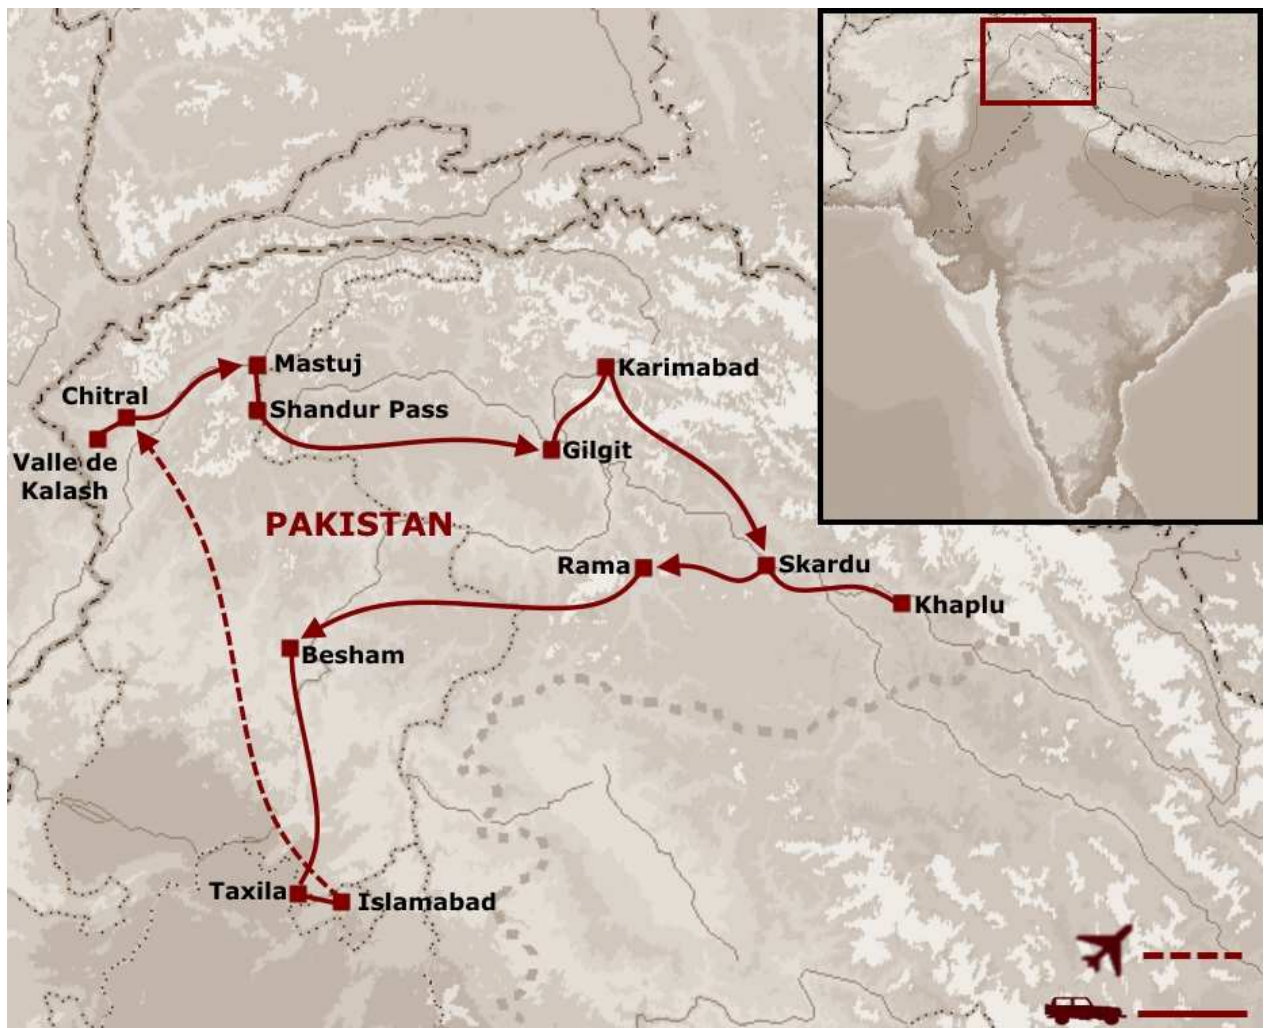 Mastuj
Karimabad
Chitral
Shandur Pass
Valle de
Kalash
Gilgit
PAKISTAN
Rama
Skardu
Khaplu
Besham
Taxila
Islamabad